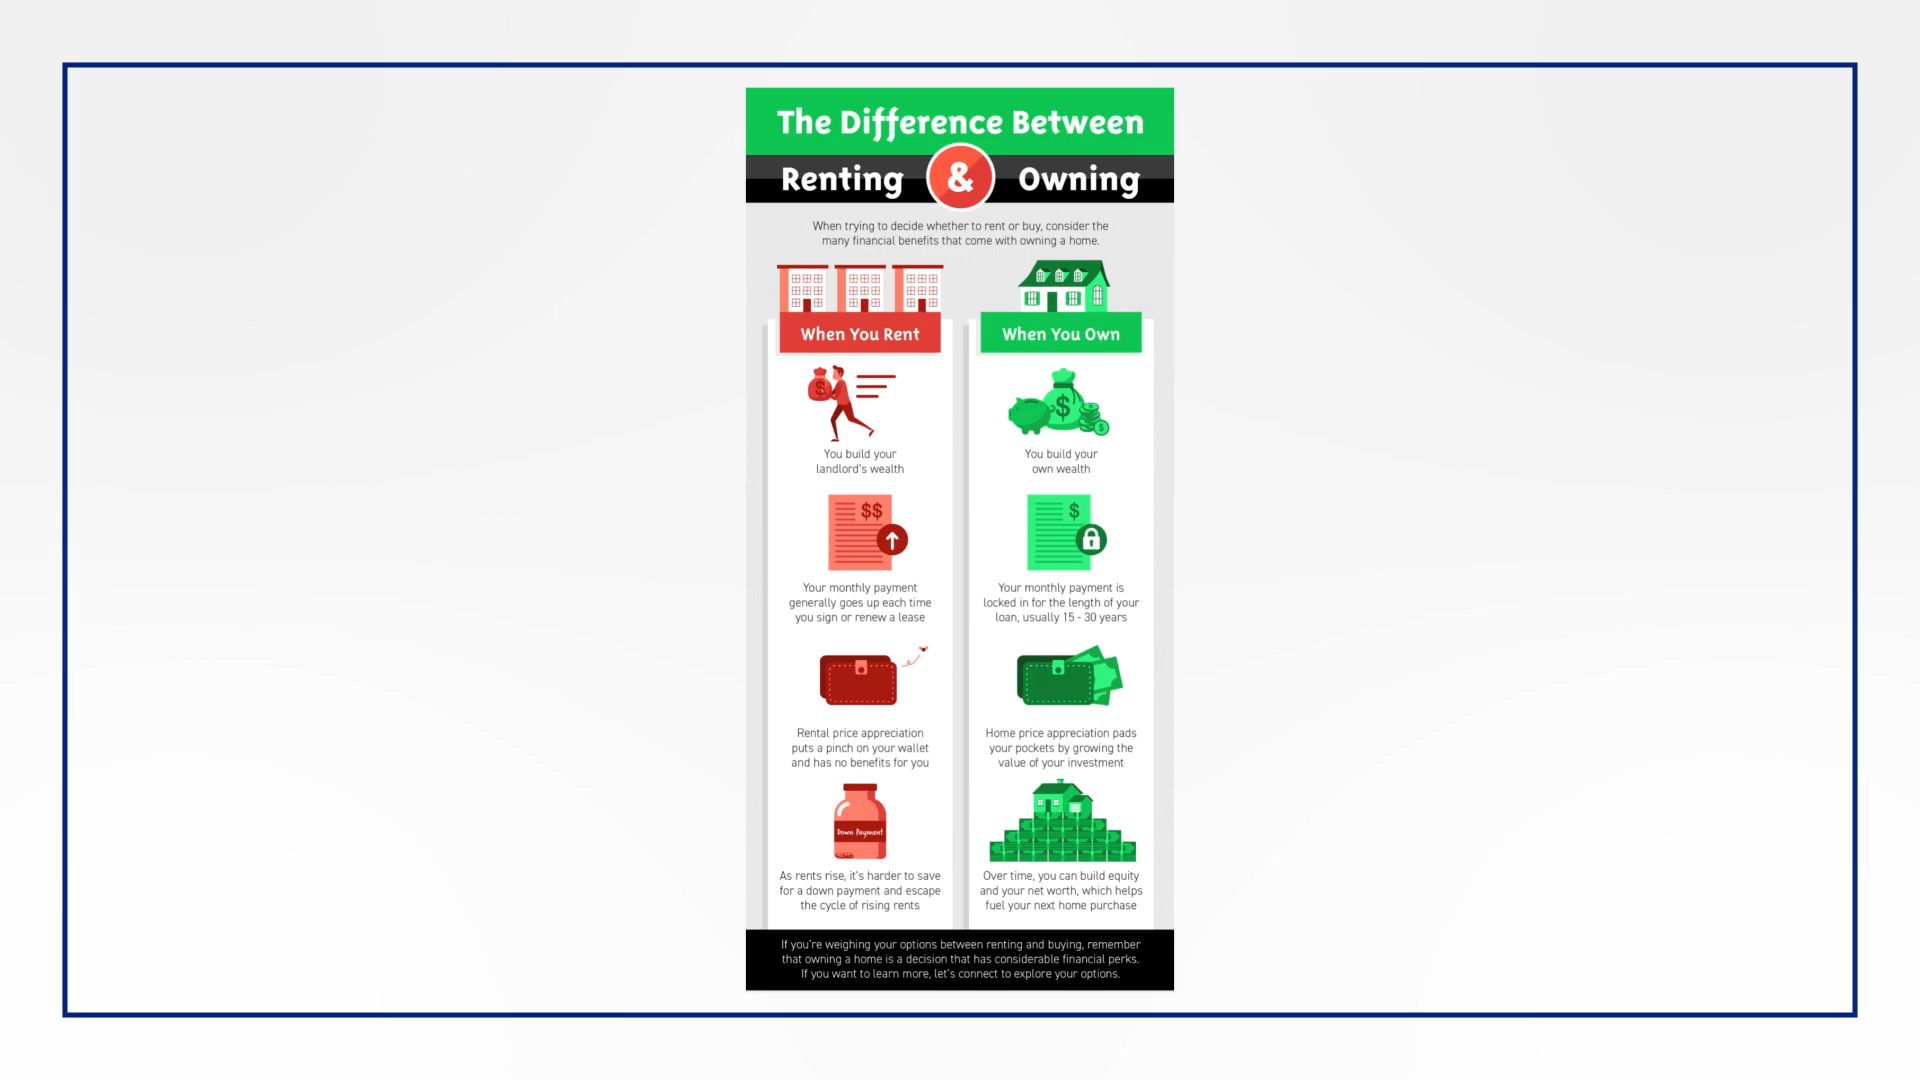 The Difference Between
Renting & Owning
When trying to decide whether to rent or buy, consider the
many financial benefits that come with owning a home.
When You Rent
$
You build your
landlord's wealth
$$
Your monthly payment
generally goes up each time
you sign or renew a lease
Rental price appreciation
puts a pinch on your wallet
and has no benefits for you
Down Payment
As rents rise, it's harder to save
for a down payment and escape
the cycle of rising rents
When You Own
$
$
You build your
own wealth
$
Your monthly payment is
locked in for the length of your
loan, usually 15 - 30 years
Home price appreciation pads
your pockets by growing the
value of your investment
Over time, you can build equity
and your net worth, which helps
fuel your next home purchase
If you're weighing your options between renting and buying, remember
that owning a home is a decision that has considerable financial perks.
If you want to learn more, let's connect to explore your options.